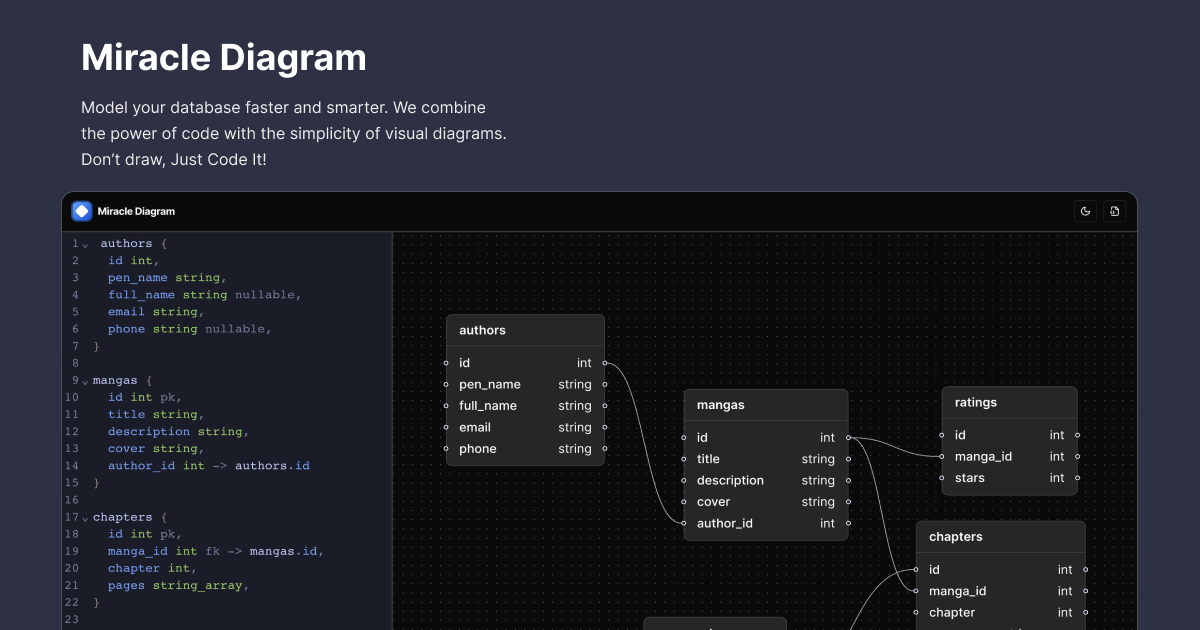 Miracle Diagram
Model your database faster and smarter. We combine
the power of code with the simplicity of visual diagrams.
Don’t draw, Just Code It!
Miracle Diagram
1 authors {
2 id int,
3 pen_name string,
4 full_name string nullable,
5 email string,
6 phone string nullable,
7 }
8
9 mangas {
10 id int pk,
11 title string,
12 description string,
13 cover string,
14 author_id int -> authors.id
15 }
16
17 chapters {
18 id int pk,
19 manga_id int fk -> mangas.id,
20 chapter int,
21 pages string_array,
22 }
23
authors
id int
pen_name string
full_name string
email string
phone string
mangas
id int
title string
description string
cover string
author_id int
ratings
id int
manga_id int
stars int
chapters
id int
manga_id int
chapter int